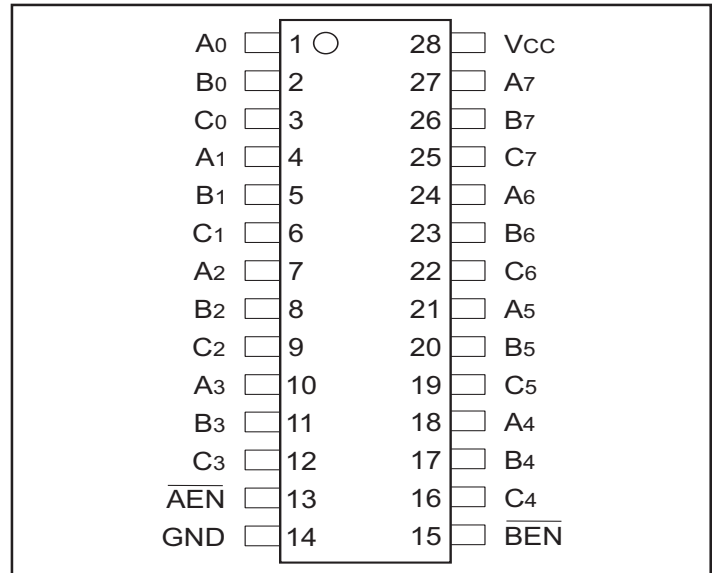 A0 1 28 VCC
B0 2 27 A7
C0 3 26 B7
A1 4 25 C7
B1 5 24 A6
C1 6 23 B6
A2 7 22 C6
B2 8 21 A5
C2 9 20 B5
A3 10 19 C5
B3 11 18 A4
C3 12 17 B4
AEN 13 16 C4
GND 14 15 BEN